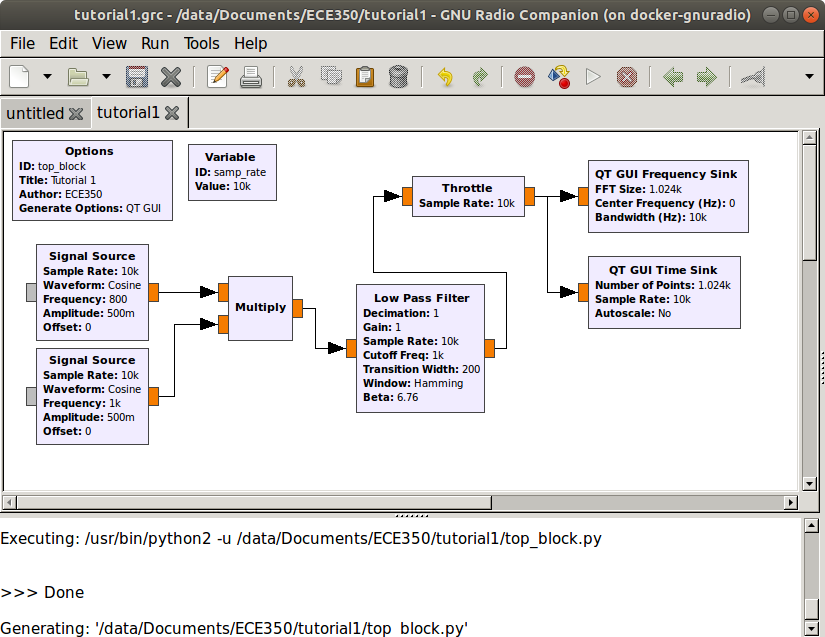 tutorial1.grc - /data/Documents/ECE350/tutorial1 - GNU Radio Companion (on docker-gnuradio)
File Edit View Run Tools Help
untitled tutorial1
Options
ID: top_block
Title: Tutorial 1
Author: ECE350
Generate Options: QT GUI
Variable
ID: samp_rate
Value: 10k
Signal Source
Sample Rate: 10k
Waveform: Cosine
Frequency: 800
Amplitude: 500m
Offset: 0
Signal Source
Sample Rate: 10k
Waveform: Cosine
Frequency: 1k
Amplitude: 500m
Offset: 0
Multiply
Low Pass Filter
Decimation: 1
Gain: 1
Sample Rate: 10k
Cutoff Freq: 1k
Transition Width: 200
Window: Hamming
Beta: 6.76
Throttle
Sample Rate: 10k
QT GUI Frequency Sink
FFT Size: 1.024k
Center Frequency (Hz): 0
Bandwidth (Hz): 10k
QT GUI Time Sink
Number of Points: 1.024k
Sample Rate: 10k
Autoscale: No
Executing: /usr/bin/python2 -u /data/Documents/ECE350/tutorial1/top_block.py
>>> Done
Generating: '/data/Documents/ECE350/tutorial1/top_block.py'